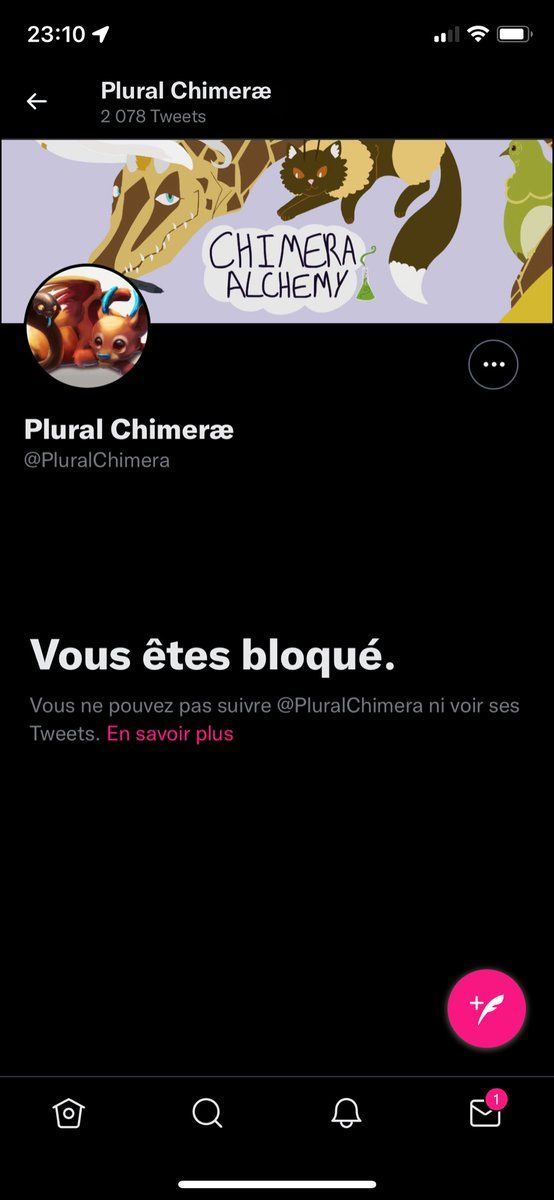 23:10
Plural Chimeræ
2 078 Tweets
CHIMERA
ALCHEMY
Plural Chimeræ
@PluralChimera
Vous êtes bloqué.
Vous ne pouvez pas suivre @PluralChimera ni voir ses
Tweets. En savoir plus
1